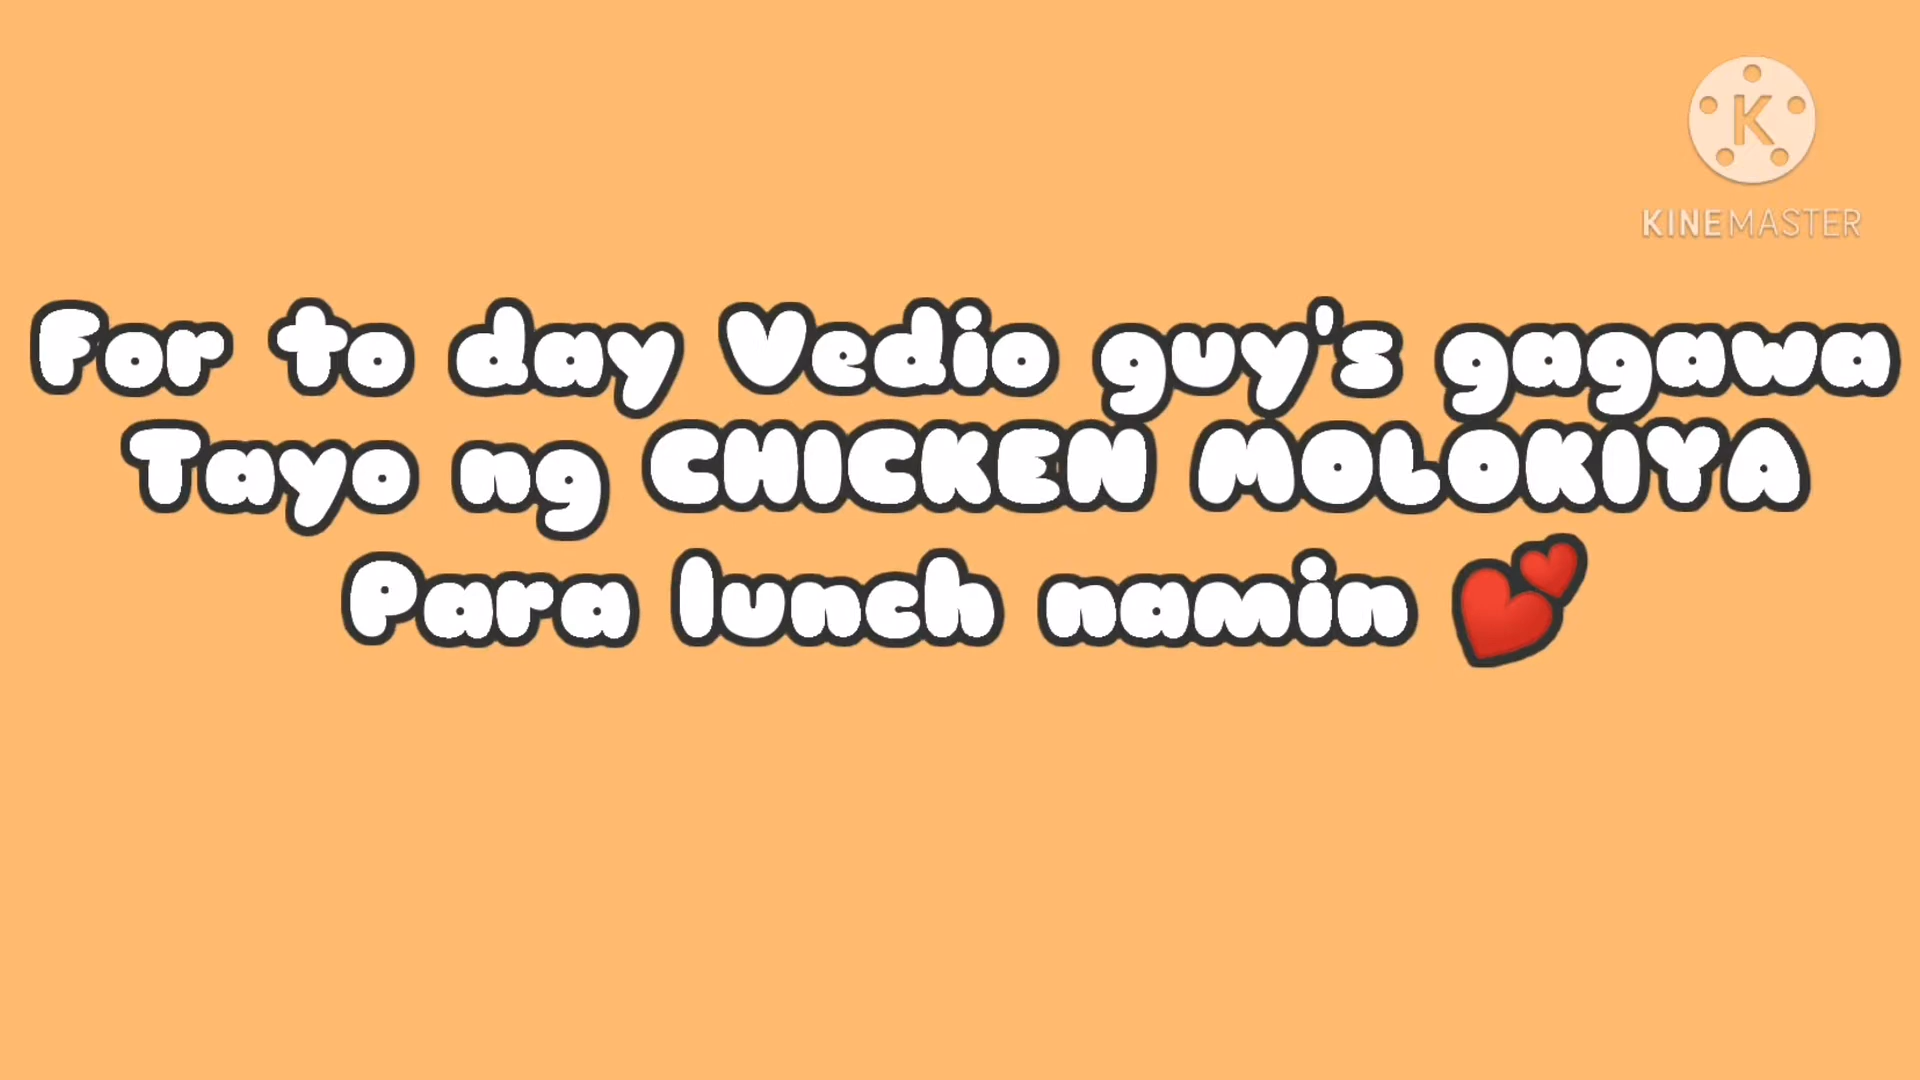 K
KINEMASTER
For to day Vedio guy's gagawa
Tayo ng CHICKEN MOLOKIYA
Para lunch namin 💕